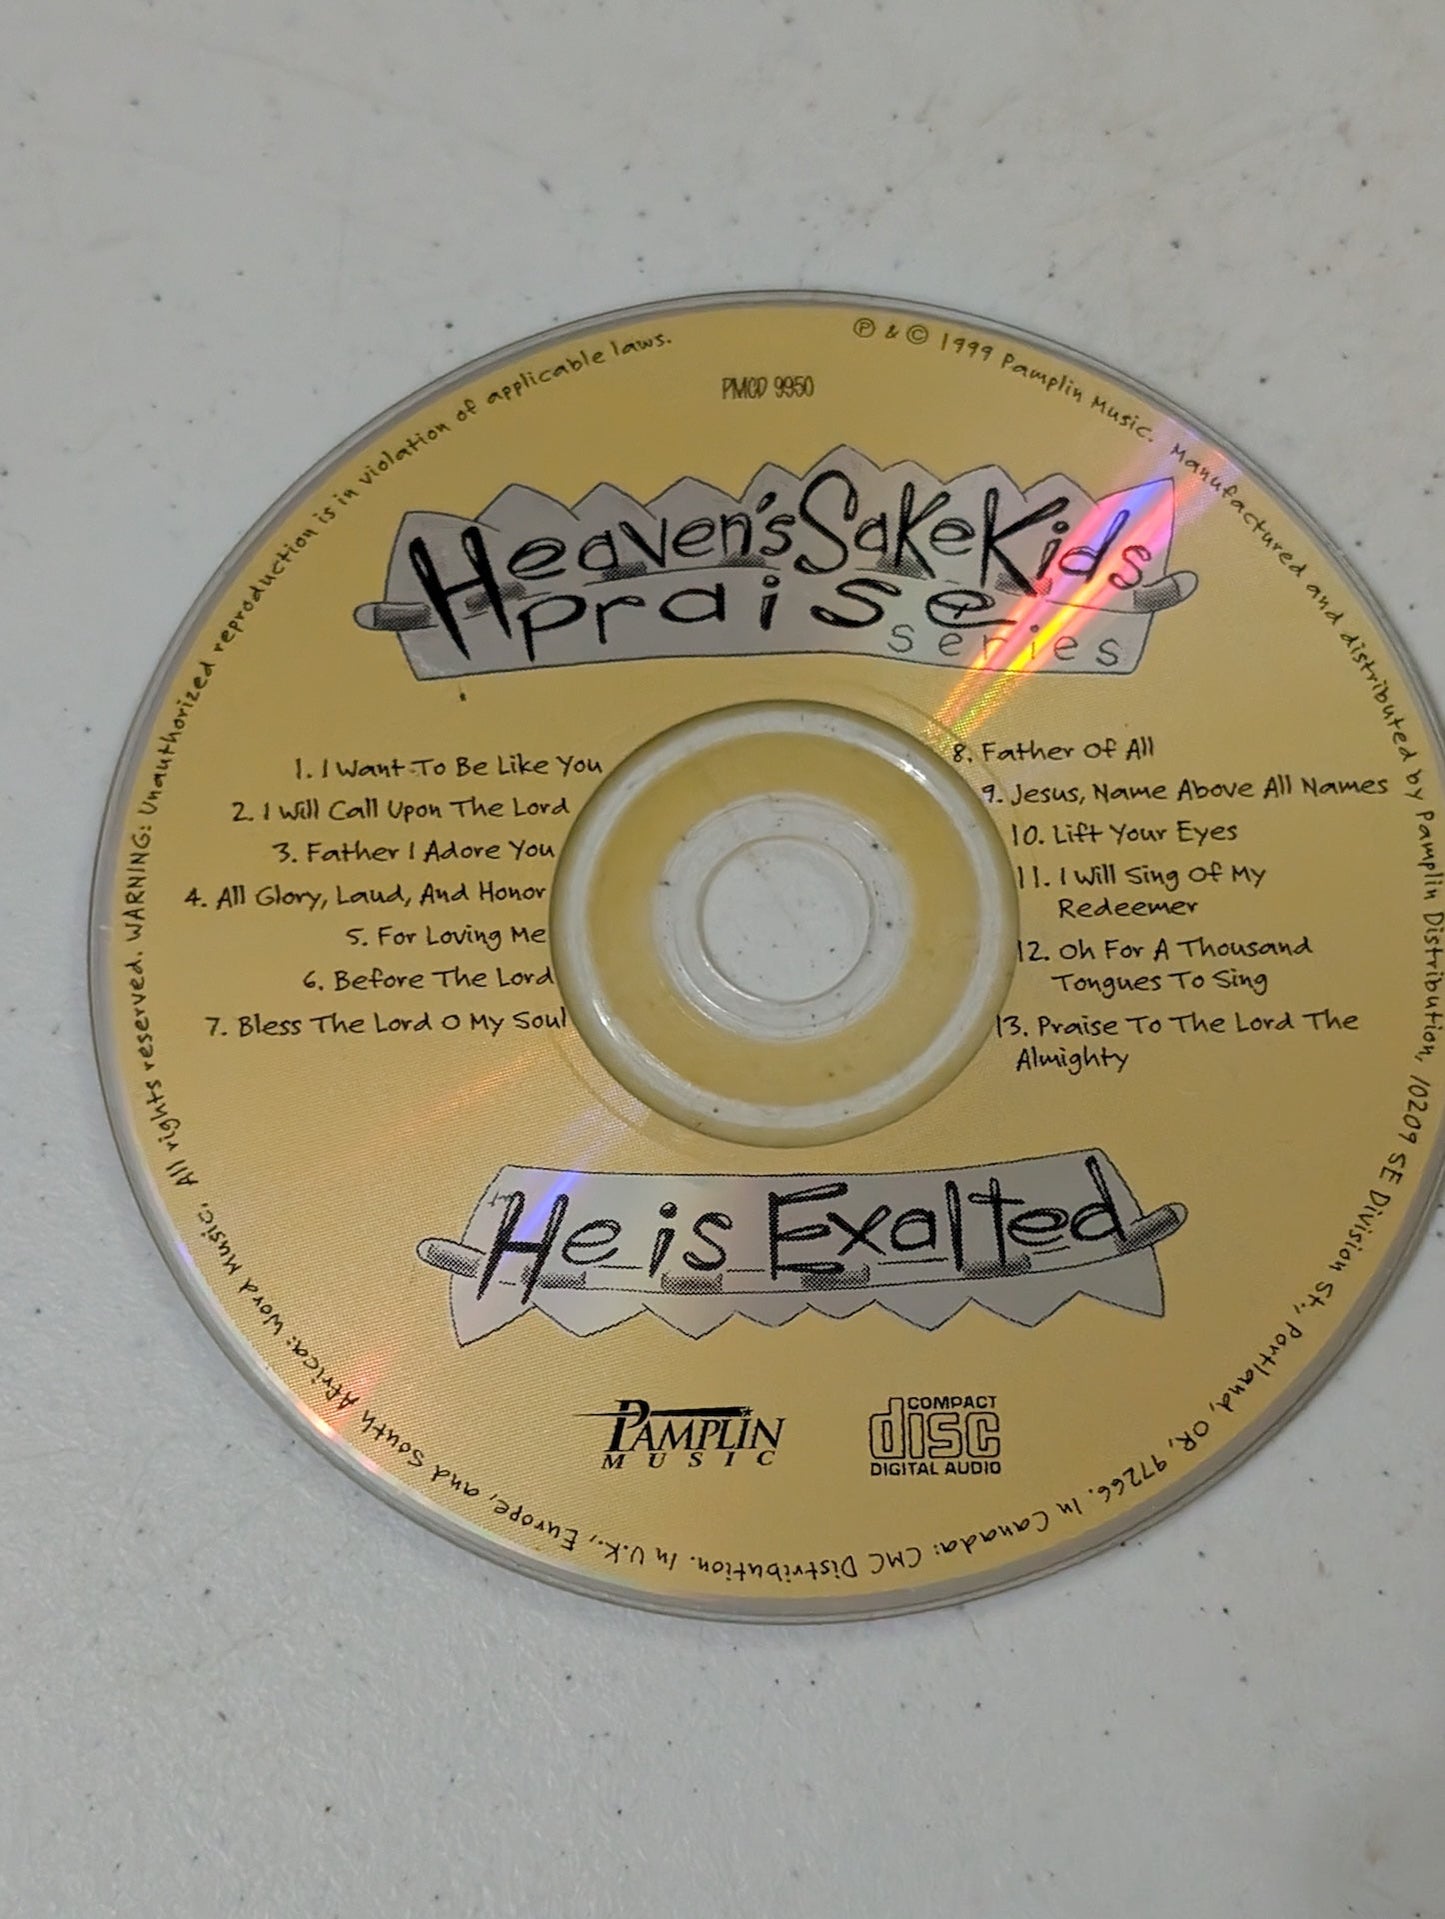 ℗ & © 1999 Pamplin Music. Manufactured and distributed by Pamplin Distribution, 10209 SE Division St., Portland, OR, 97266. In Canada: CMC Distribution. In U.K., Europe, and South Africa: Word Music. All rights reserved. WARNING: Unauthorized reproduction is in violation of applicable laws.
PMCD 9950
Heaven's Sake Kids
praise
series
1. I Want To Be Like You
2. I Will Call Upon The Lord
3. Father I Adore You
4. All Glory, Laud, And Honor
5. For Loving Me
6. Before The Lord
7. Bless The Lord O My Soul
8. Father Of All
9. Jesus, Name Above All Names
10. Lift Your Eyes
11. I Will Sing Of My
Redeemer
12. Oh For A Thousand
Tongues To Sing
13. Praise To The Lord The
Almighty
He is Exalted
PAMPLIN
MUSIC
COMPACT
disc
DIGITAL AUDIO